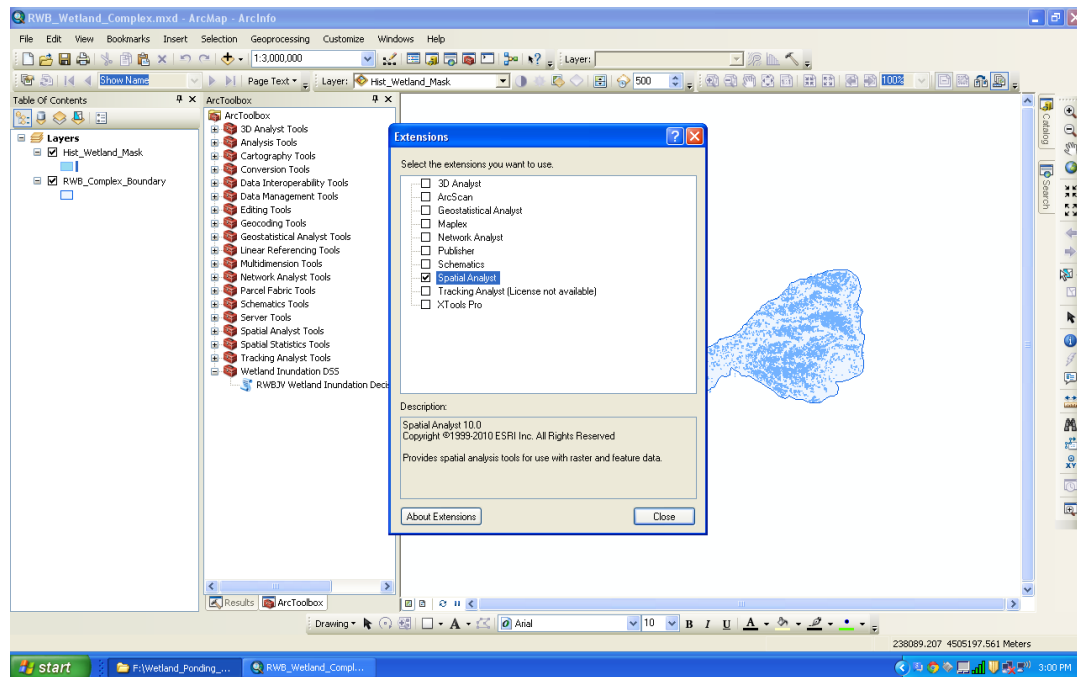 RWB_Wetland_Complex.mxd - ArcMap - ArcInfo
File Edit View Bookmarks Insert Selection Geoprocessing Customize Windows Help
1:3,000,000
Layer:
Show Name
Page Text
Layer: Hist_Wetland_Mask
500
100%
Table Of Contents
Layers
Hist_Wetland_Mask
RWB_Complex_Boundary
ArcToolbox
ArcToolbox
3D Analyst Tools
Analysis Tools
Cartography Tools
Conversion Tools
Data Interoperability Tools
Data Management Tools
Editing Tools
Geocoding Tools
Geostatistical Analyst Tools
Linear Referencing Tools
Multidimension Tools
Network Analyst Tools
Parcel Fabric Tools
Schematics Tools
Server Tools
Spatial Analyst Tools
Spatial Statistics Tools
Tracking Analyst Tools
Wetland Inundation DSS
RWBJV Wetland Inundation Deci
Results
ArcToolbox
Extensions
Select the extensions you want to use.
3D Analyst
ArcScan
Geostatistical Analyst
Maplex
Network Analyst
Publisher
Schematics
Spatial Analyst
Tracking Analyst (License not available)
XTools Pro
Description:
Spatial Analyst 10.0
Copyright ©1999-2010 ESRI Inc. All Rights Reserved
Provides spatial analysis tools for use with raster and feature data.
About Extensions
Close
Catalog
Search
XY
Drawing
A
Arial
10
B I U A
238089.207 4505197.561 Meters
start
F:\Wetland_Ponding_...
RWB_Wetland_Compl...
3:00 PM